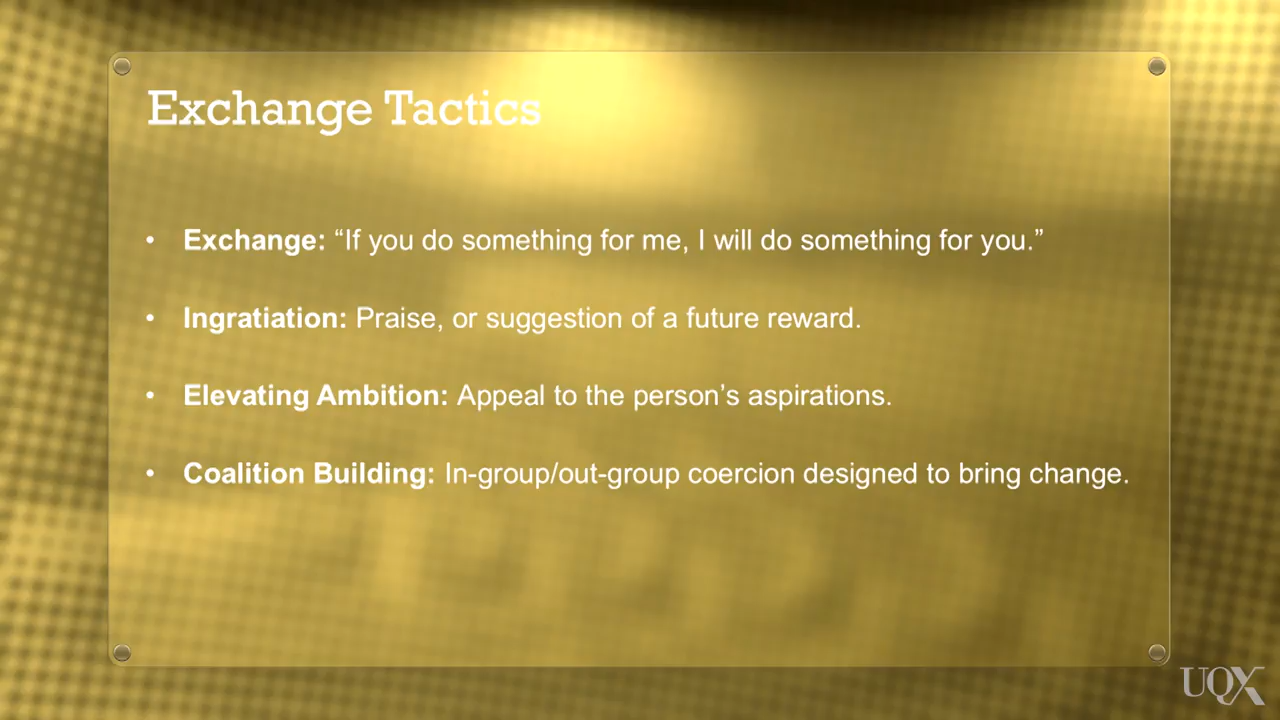 Exchange Tactics
• Exchange: “If you do something for me, I will do something for you.”
• Ingratiation: Praise, or suggestion of a future reward.
• Elevating Ambition: Appeal to the person’s aspirations.
• Coalition Building: In-group/out-group coercion designed to bring change.
UQX